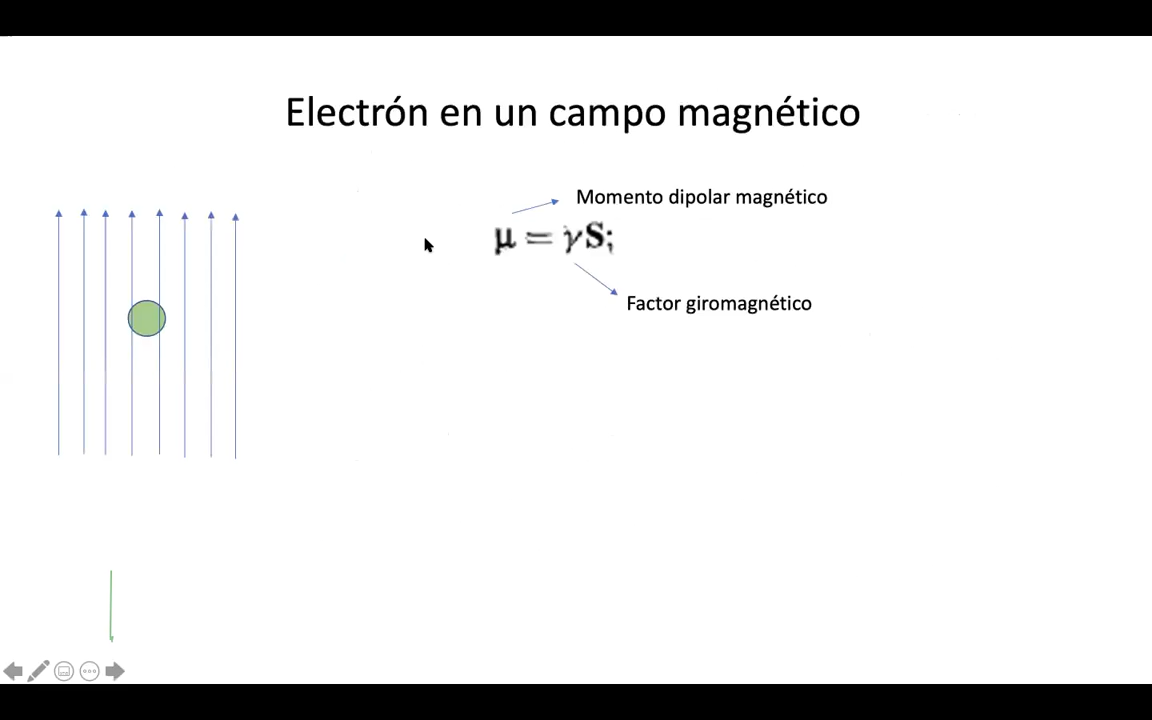 Electrón en un campo magnético
Momento dipolar magnético
μ = γS;
Factor giromagnético